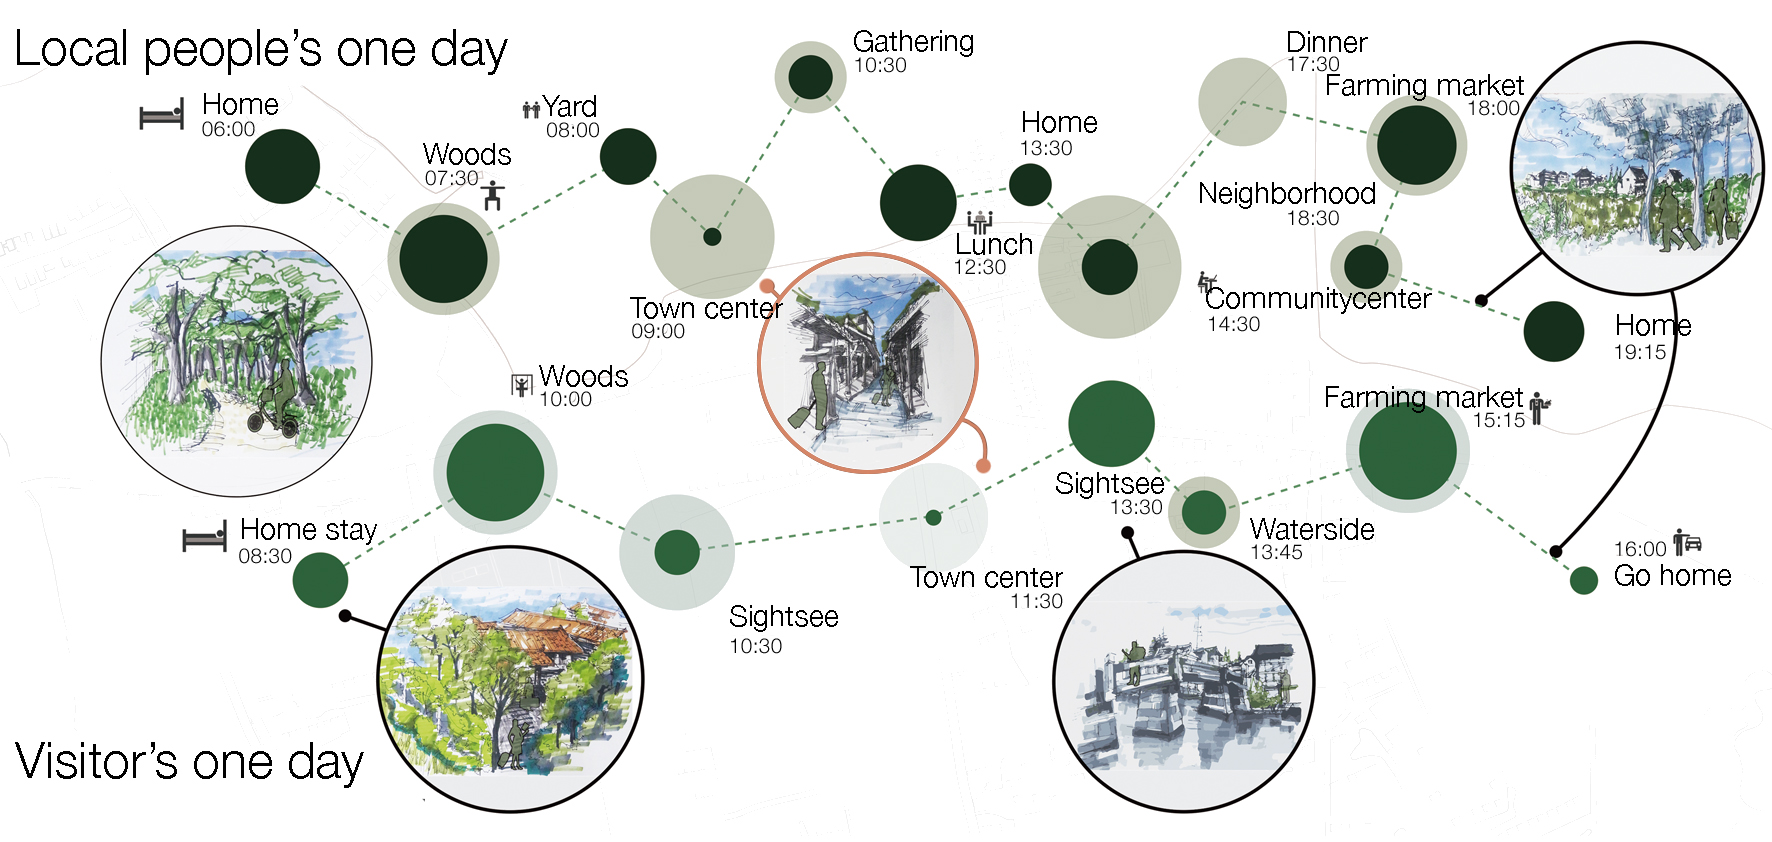 Local people's one day
Home
06:00
Woods
07:30
Yard
08:00
Town center
09:00
Gathering
10:30
Lunch
12:30
Home
13:30
Communitycenter
14:30
Dinner
17:30
Farming market
18:00
Neighborhood
18:30
Home
19:15
Home stay
08:30
Woods
10:00
Sightsee
10:30
Town center
11:30
Sightsee
13:30
Waterside
13:45
Farming market
15:15
16:00
Go home
Visitor's one day